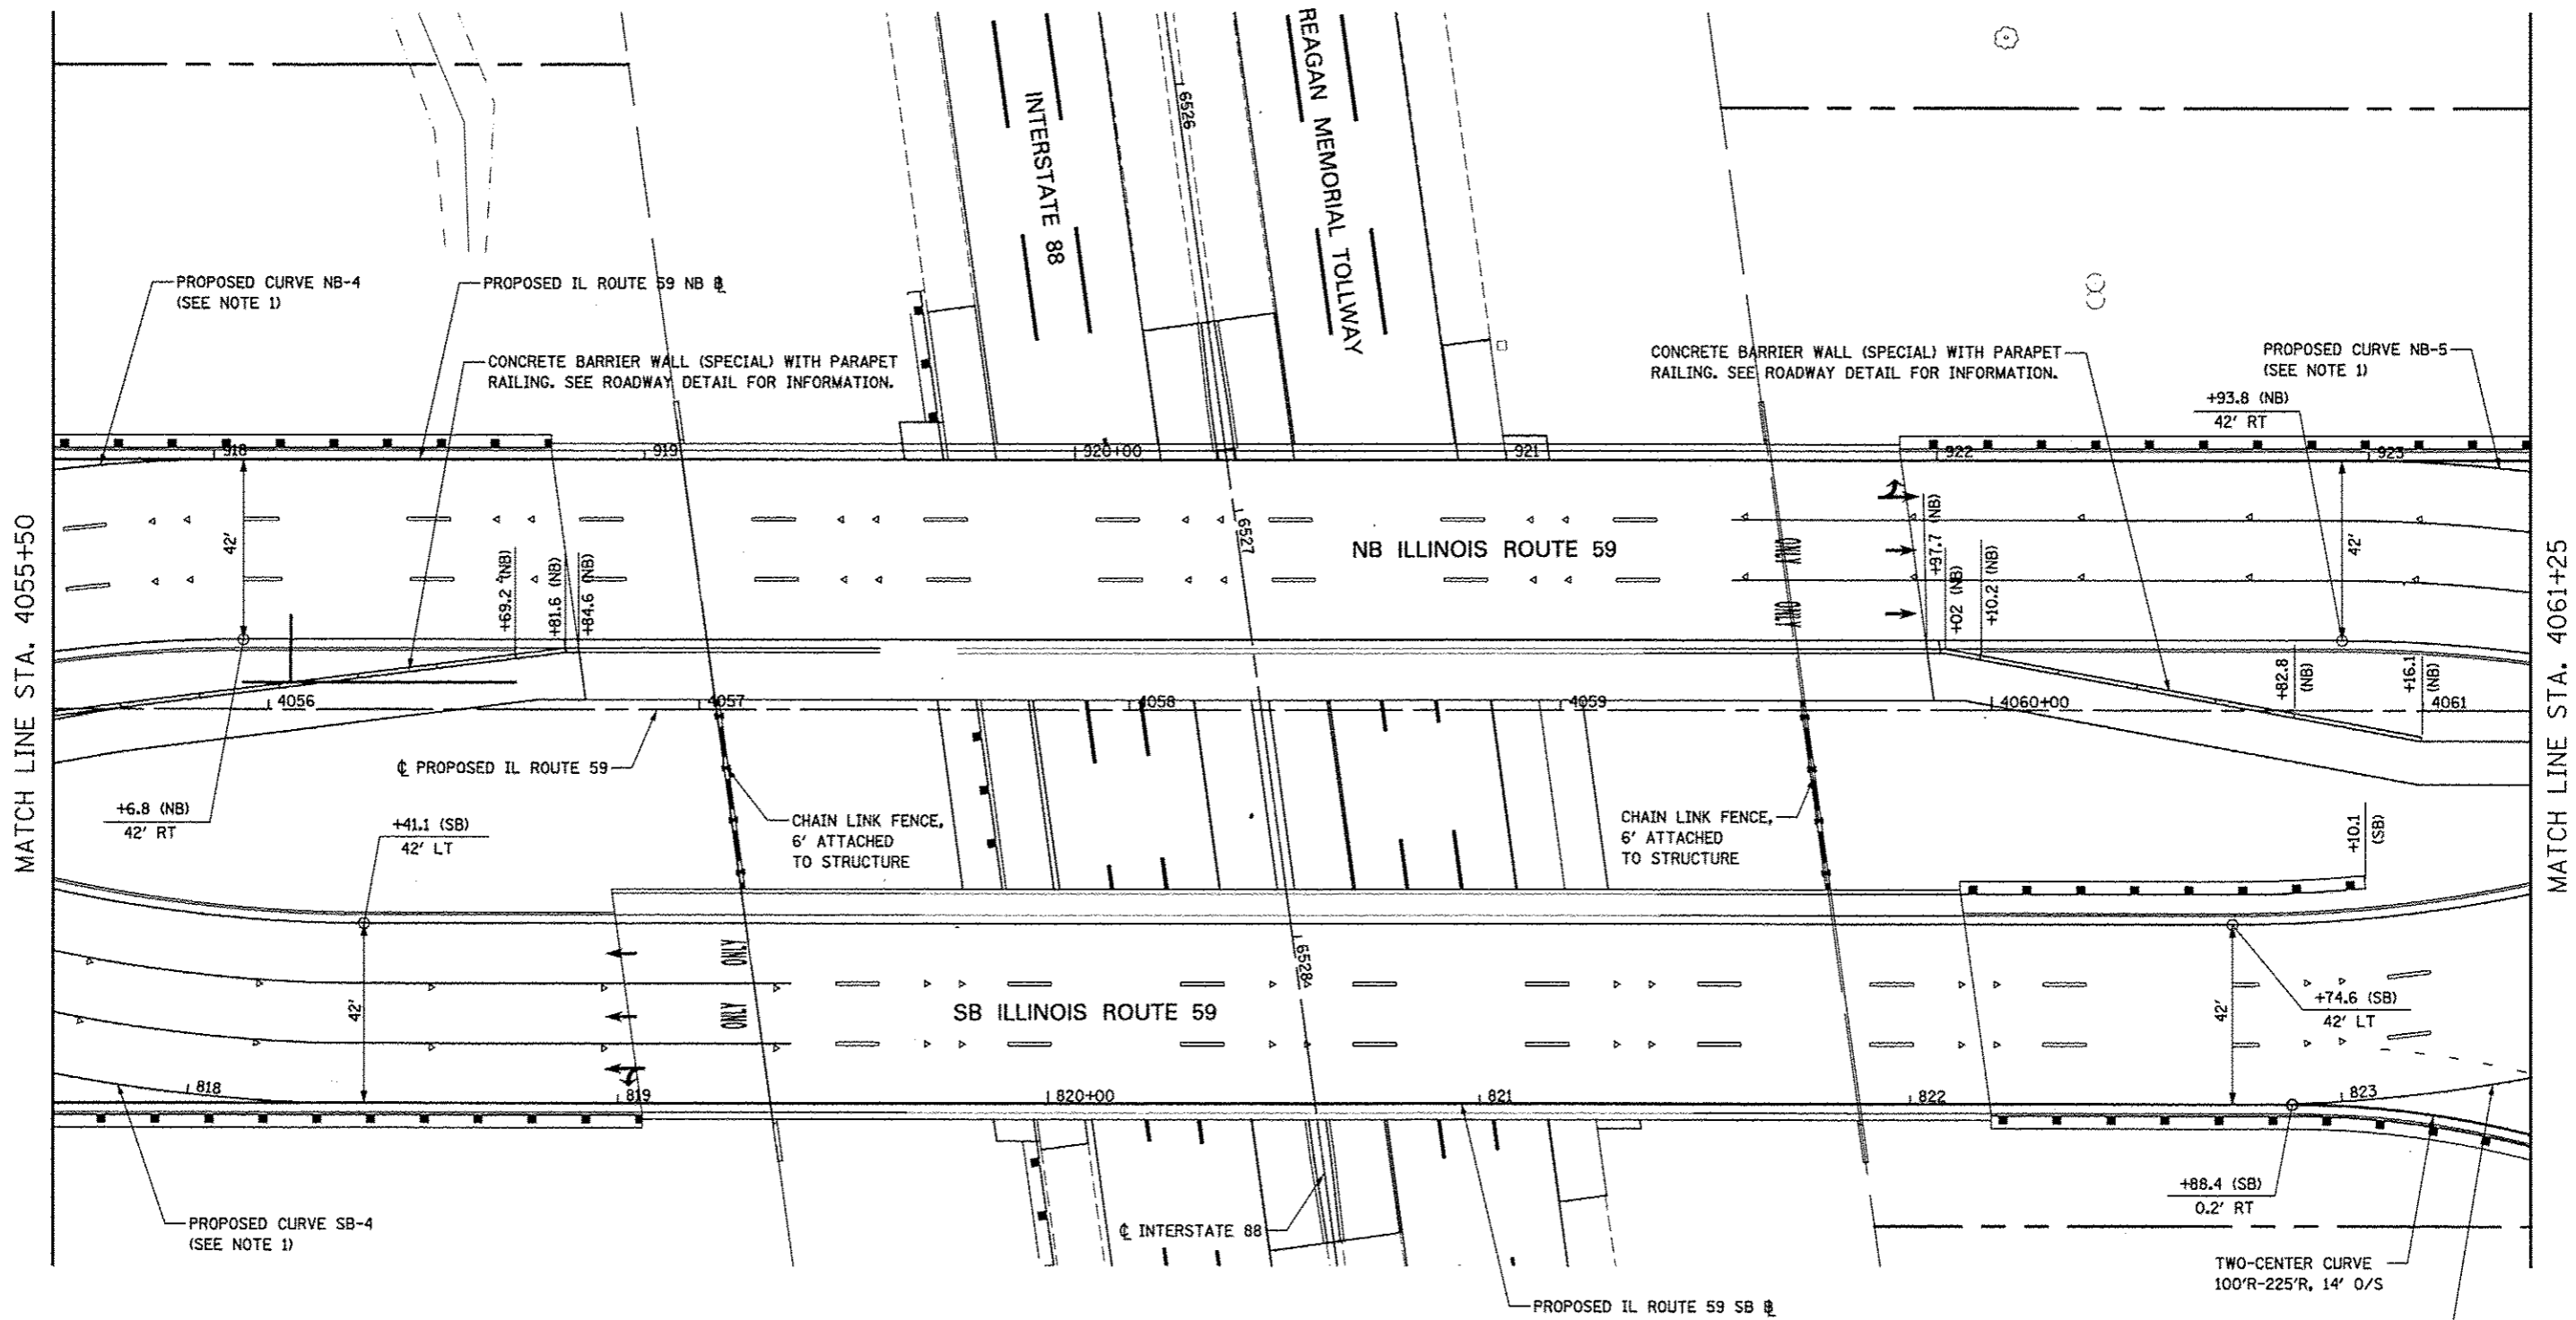 MATCH LINE STA. 4055+50
INTERSTATE 88
6526
REAGAN MEMORIAL TOLLWAY
PROPOSED CURVE NB-4
(SEE NOTE 1)
PROPOSED IL ROUTE 59 NB ℄
CONCRETE BARRIER WALL (SPECIAL) WITH PARAPET
RAILING. SEE ROADWAY DETAIL FOR INFORMATION.
CONCRETE BARRIER WALL (SPECIAL) WITH PARAPET
RAILING. SEE ROADWAY DETAIL FOR INFORMATION.
PROPOSED CURVE NB-5
(SEE NOTE 1)
+93.8 (NB)
42' RT
918
919
920+00
921
922
923
42'
+69.2 (NB)
+81.6 (NB)
+84.6 (NB)
6527
NB ILLINOIS ROUTE 59
ONLY
ONLY
+97.7 (NB)
+02 (NB)
+10.2 (NB)
42'
+82.8
(NB)
+16.1
(NB)
4056
4057
4058
4059
4060+00
4061
℄ PROPOSED IL ROUTE 59
+6.8 (NB)
42' RT
+41.1 (SB)
42' LT
CHAIN LINK FENCE,
6' ATTACHED
TO STRUCTURE
CHAIN LINK FENCE,
6' ATTACHED
TO STRUCTURE
+10.1
(SB)
42'
ONLY
ONLY
6528
SB ILLINOIS ROUTE 59
42'
+74.6 (SB)
42' LT
818
819
820+00
821
822
823
PROPOSED CURVE SB-4
(SEE NOTE 1)
℄ INTERSTATE 88
PROPOSED IL ROUTE 59 SB ℄
+88.4 (SB)
0.2' RT
TWO-CENTER CURVE
100'R-225'R, 14' O/S
MATCH LINE STA. 4061+25